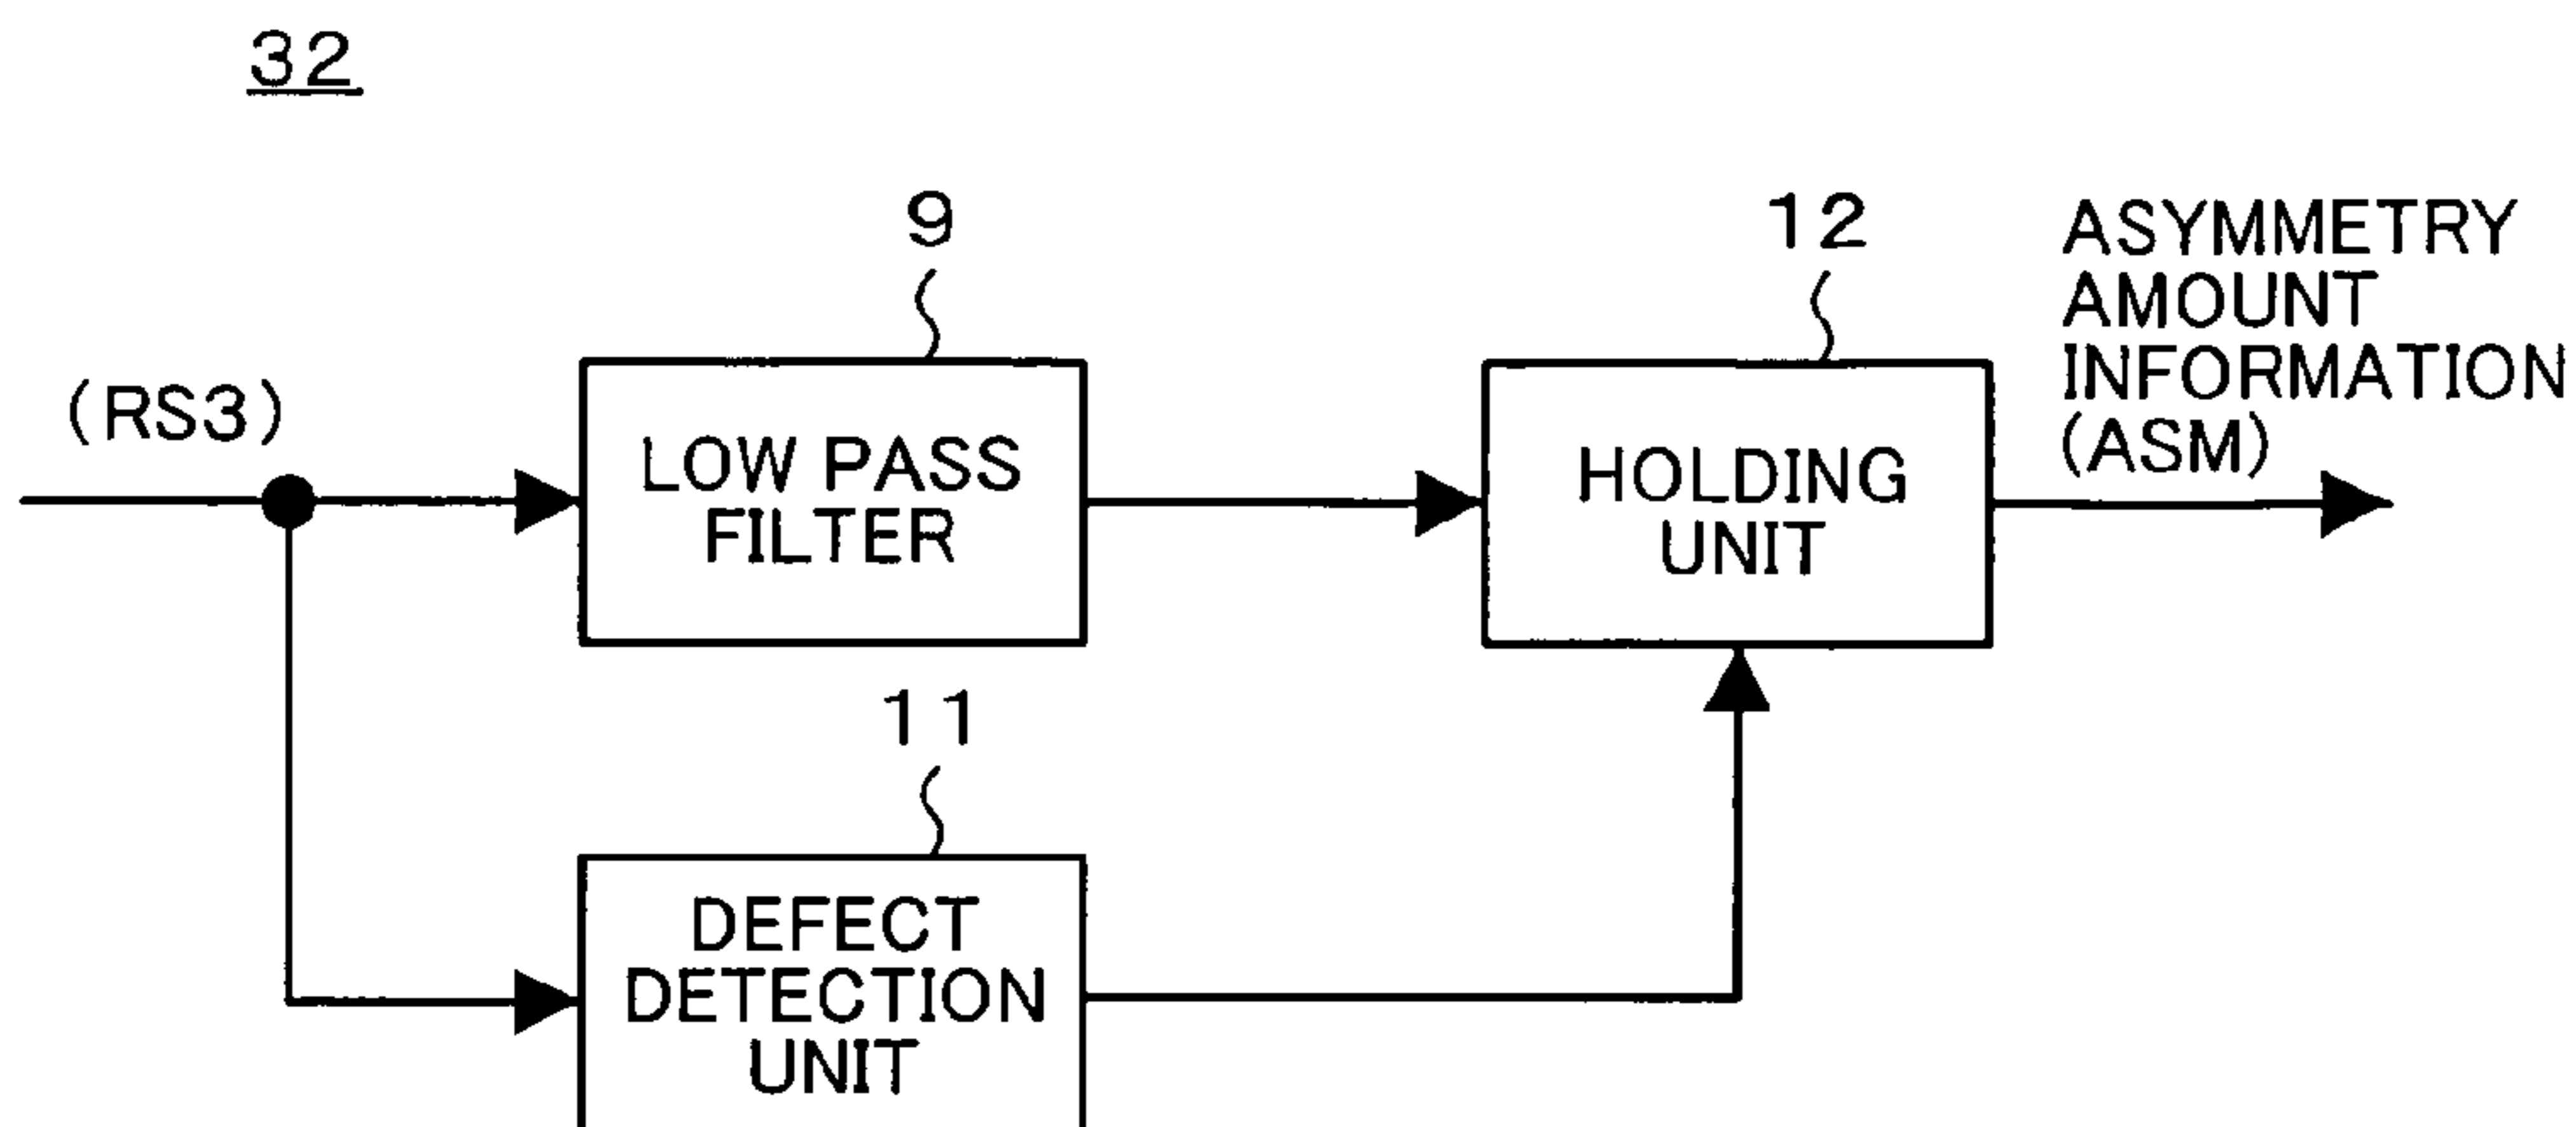 32
9
12
ASYMMETRY
AMOUNT
INFORMATION
(ASM)
(RS3)
LOW PASS
FILTER
HOLDING
UNIT
11
DEFECT
DETECTION
UNIT